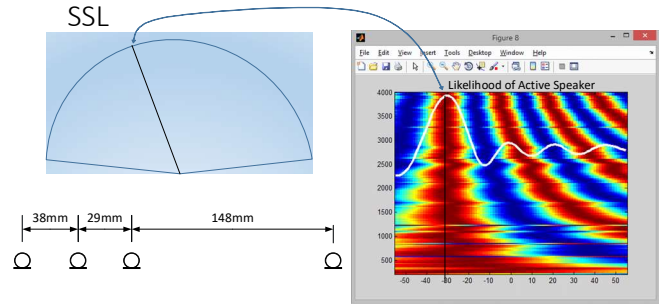 SSL
38mm 29mm 148mm
Figure 8
File Edit View Insert Tools Desktop Window Help
Likelihood of Active Speaker
4000
3500
3000
2500
2000
1500
1000
500
-50 -40 -30 -20 -10 0 10 20 30 40 50